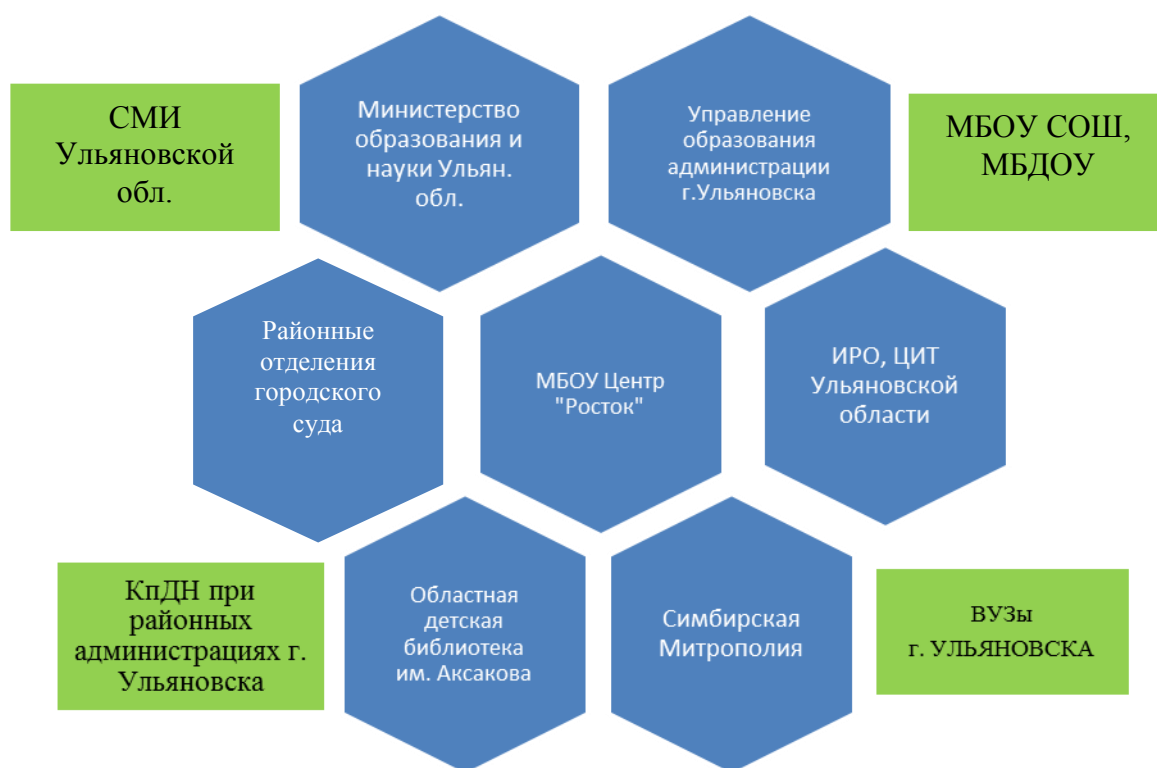 СМИ
Ульяновской
обл.
Министерство
образования и
науки Ульян.
обл.
Управление
образования
администрации
г.Ульяновска
МБОУ СОШ,
МБДОУ
Районные
отделения
городского
суда
МБОУ Центр
"Росток"
ИРО, ЦИТ
Ульяновской
области
КпДН при
районных
администрациях г.
Ульяновска
Областная
детская
библиотека
им. Аксакова
Симбирская
Митрополия
ВУЗы
г. УЛЬЯНОВСКА